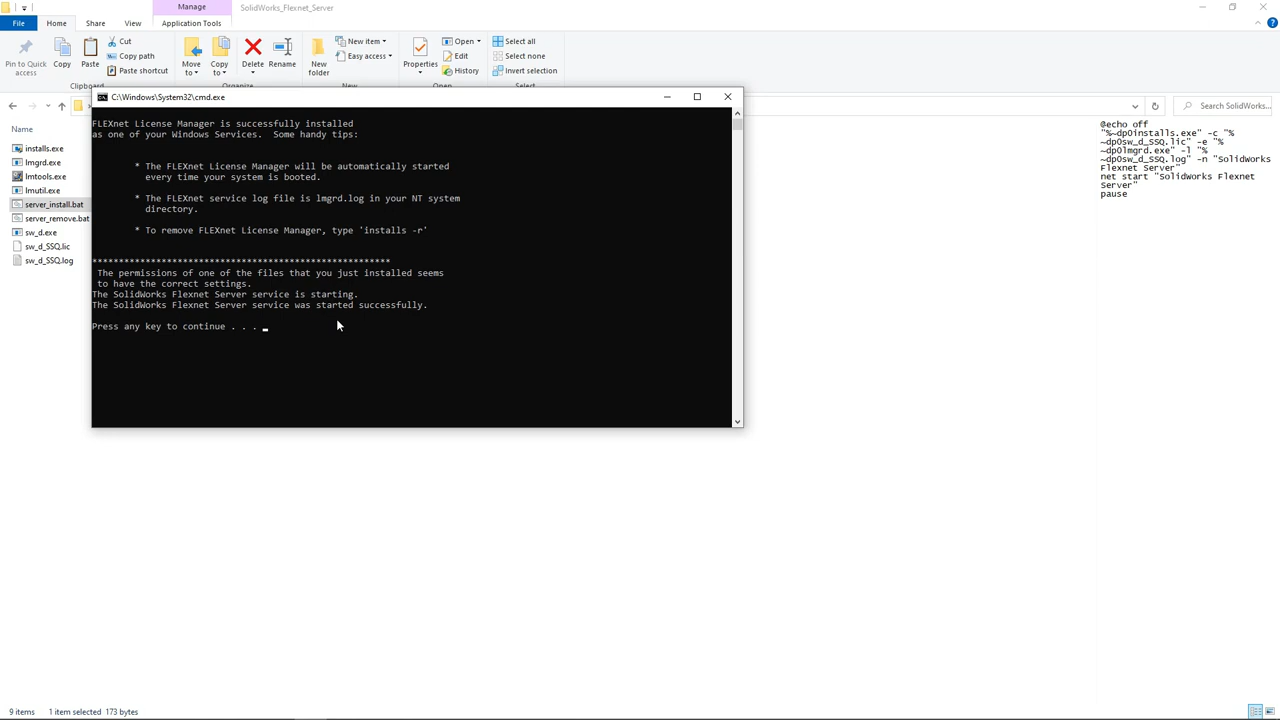 Manage
SolidWorks_Flexnet_Server
File
Home
Share
View
Application Tools
Pin to Quick
access
Copy
Paste
Cut
Copy path
Paste shortcut
Clipboard
Move
to
Copy
to
Delete
Rename
New
folder
New item
Easy access
New
Properties
Open
Edit
History
Open
Select all
Select none
Invert selection
Select
Search SolidWorks...
Name
installs.exe
lmgrd.exe
lmtools.exe
lmutil.exe
server_install.bat
server_remove.bat
sw_d.exe
sw_d_SSQ.lic
sw_d_SSQ.log
C:\Windows\System32\cmd.exe
FLEXnet License Manager is successfully installed
as one of your Windows Services.  Some handy tips:
* The FLEXnet License Manager will be automatically started
every time your system is booted.
* The FLEXnet service log file is lmgrd.log in your NT system
directory.
* To remove FLEXnet License Manager, type 'installs -r'
********************************************************
The permissions of one of the files that you just installed seems
to have the correct settings.
The SolidWorks Flexnet Server service is starting.
The SolidWorks Flexnet Server service was started successfully.
Press any key to continue . . . _
@echo off
"%~dp0installs.exe" -c "%
~dp0sw_d_SSQ.lic" -e "%
~dp0lmgrd.exe" -l "%
~dp0sw_d_SSQ.log" -n "SolidWorks
Flexnet Server"
net start "SolidWorks Flexnet
Server"
pause
9 items
1 item selected 173 bytes